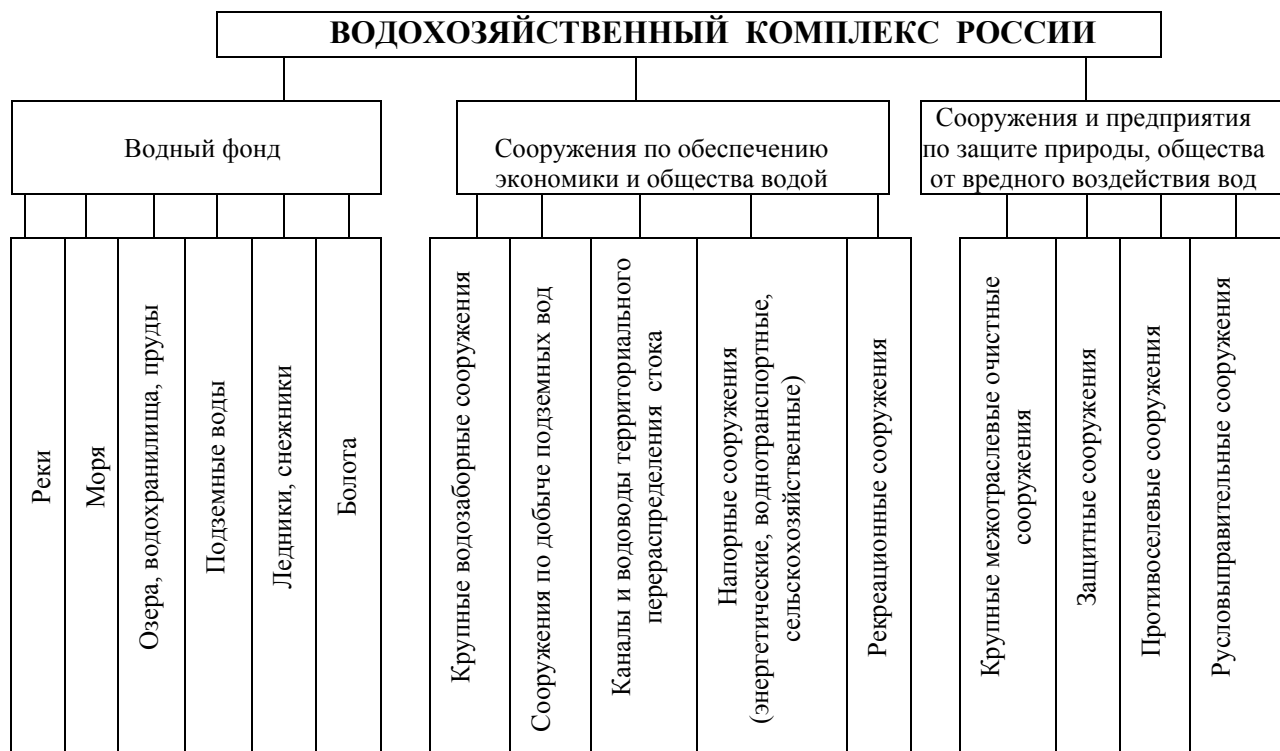 ВОДОХОЗЯЙСТВЕННЫЙ КОМПЛЕКС РОССИИ
Водный фонд
Сооружения по обеспечению
экономики и общества водой
Сооружения и предприятия
по защите природы, общества
от вредного воздействия вод
Реки
Моря
Озера, водохранилища, пруды
Подземные воды
Ледники, снежники
Болота
Крупные водозаборные сооружения
Сооружения по добыче подземных вод
Каналы и водоводы территориального
перераспределения стока
Напорные сооружения
(энергетические, воднотранспортные,
сельскохозяйственные)
Рекреационные сооружения
Крупные межотраслевые очистные
сооружения
Защитные сооружения
Противоселевые сооружения
Русловыправительные сооружения